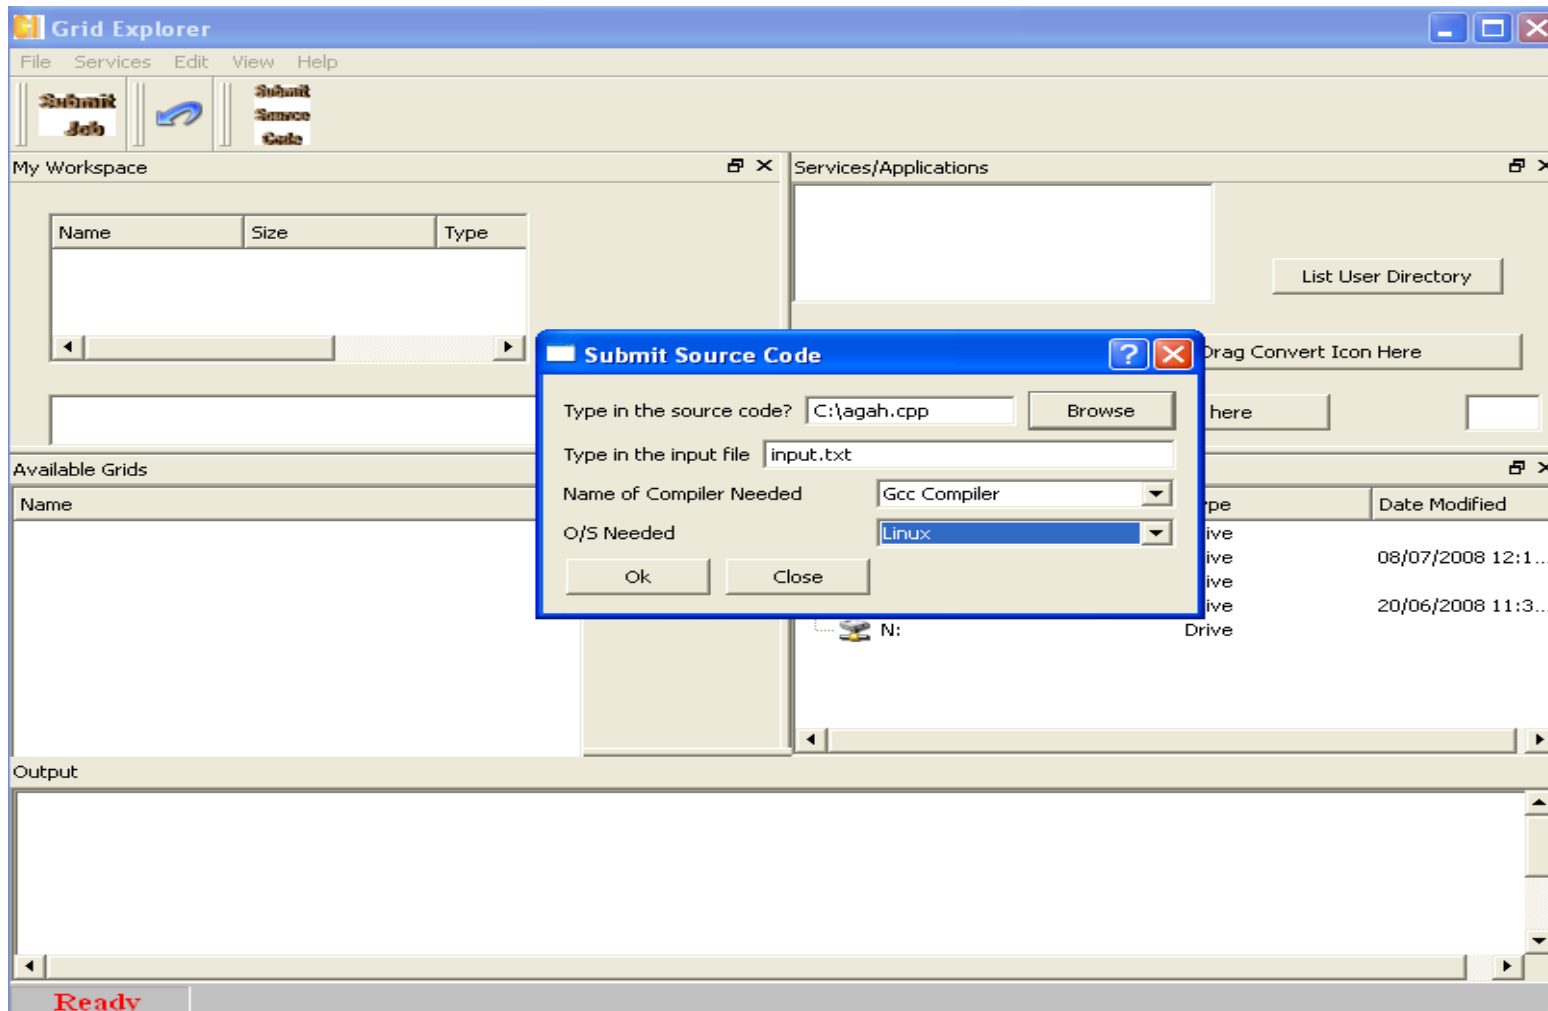 Grid Explorer
File Services Edit View Help
Submit
Job
Submit
Source
Code
My Workspace
Services/Applications
Name Size Type
List User Directory
Drag Convert Icon Here
here
Submit Source Code
Type in the source code? C:\agah.cpp Browse
Type in the input file input.txt
Name of Compiler Needed Gcc Compiler
O/S Needed Linux
Ok Close
Available Grids
Name
Date Modified
08/07/2008 12:1...
20/06/2008 11:3...
N: Drive
Output
Ready